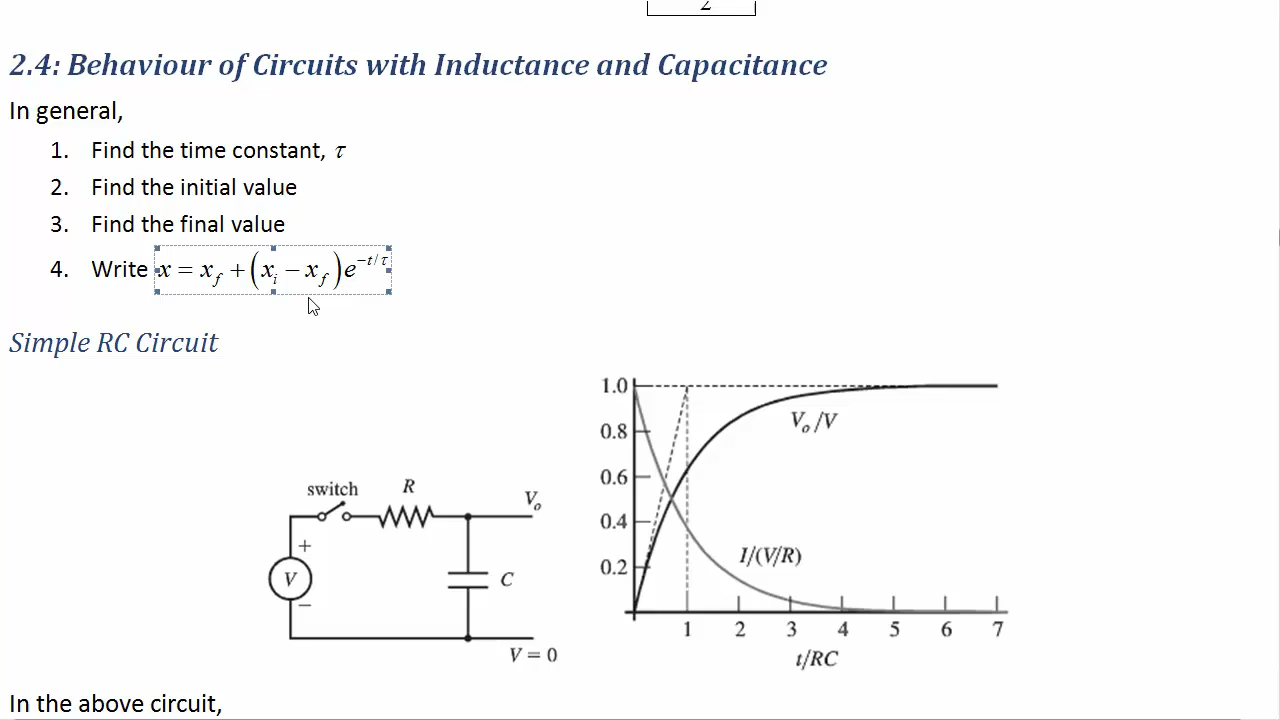 2
2.4: Behaviour of Circuits with Inductance and Capacitance
In general,
1. Find the time constant, τ
2. Find the initial value
3. Find the final value
4. Write x = x_f + (x_i − x_f)e^{−t/τ}
Simple RC Circuit
switch
R
V_o
+
V
−
C
V = 0
1.0
0.8
0.6
0.4
0.2
V_o/V
I/(V/R)
1 2 3 4 5 6 7
t/RC
In the above circuit,